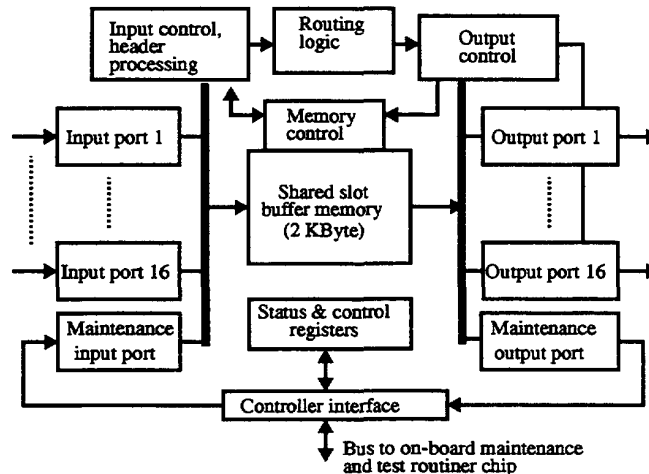 Input control,
header
processing
Routing
logic
Output
control
Memory
control
Input port 1
Output port 1
Shared slot
buffer memory
(2 KByte)
Input port 16
Output port 16
Status & control
registers
Maintenance
input port
Maintenance
output port
Controller interface
Bus to on-board maintenance
and test routiner chip